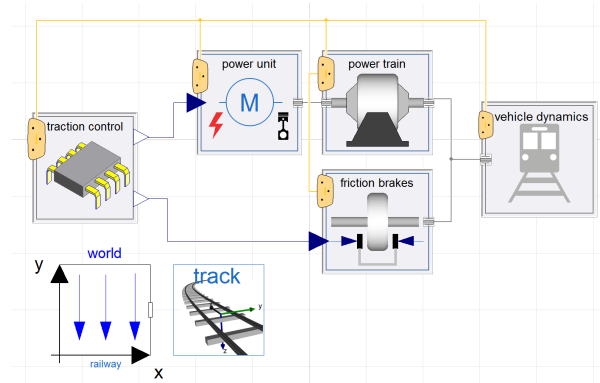 power unit
power train
M
traction control
vehicle dynamics
friction brakes
world
y
track
y
z
railway
x